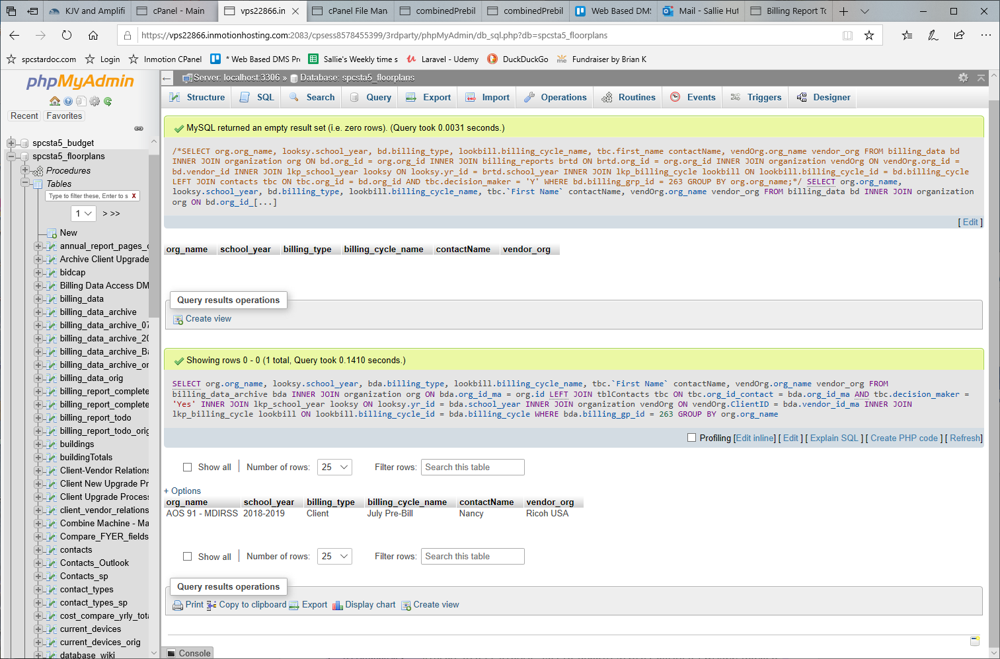 KJV and Amplifi
cPanel - Main
vps22866.in
cPanel File Man
combinedPrebil
combinedPrebil
Web Based DMS
Mail - Sallie Hut
Billing Report To
https://vps22866.inmotionhosting.com:2083/cpsess8578455399/3rdparty/phpMyAdmin/db_sql.php?db=spcsta5_floorplans
spcstardoc.com
Login
Inmotion CPanel
* Web Based DMS Pr
Sallie's Weekly time s
Laravel - Udemy
DuckDuckGo
me
Fundraiser by Brian K
phpMyAdmin
Recent
Favorites
spcsta5_budget
spcsta5_floorplans
Procedures
Tables
Type to filter these, Enter to s X
1
> >>
New
annual_report_pages_c
Archive Client Upgrade
bidcap
Billing Data Access DM
billing_data
billing_data_archive
billing_data_archive_07
billing_data_archive_20
billing_data_archive_Ba
billing_data_archive_or
billing_data_orig
billing_report_complete
billing_report_complete
billing_report_todo
billing_report_todo_orig
buildings
buildingTotals
Client-Vendor Relations
Client New Upgrade Pr
Client Upgrade Process
client_vendor_relations
Combine Machine - Ma
Compare_FYER_fields
contacts
Contacts_Outlook
Contacts_sp
contact_types
contact_types_sp
cost_compare_yrly_tota
current_devices
current_devices_orig
database_wiki
Server: localhost:3306 » Database: spcsta5_floorplans
Structure
SQL
Search
Query
Export
Import
Operations
Routines
Events
Triggers
Designer
MySQL returned an empty result set (i.e. zero rows). (Query took 0.0031 seconds.)
/*SELECT org.org_name, looksy.school_year, bd.billing_type, lookbill.billing_cycle_name, tbc.first_name contactName, vendOrg.org_name vendor_org FROM billing_data bd
INNER JOIN organization org ON bd.org_id = org.org_id INNER JOIN billing_reports brtd ON brtd.org_id = org.org_id INNER JOIN organization vendOrg ON vendOrg.org_id =
bd.vendor_id INNER JOIN lkp_school_year looksy ON looksy.yr_id = brtd.school_year INNER JOIN lkp_billing_cycle lookbill ON lookbill.billing_cycle_id = bd.billing_cycle
LEFT JOIN contacts tbc ON tbc.org_id = bd.org_id AND tbc.decision_maker = 'Y' WHERE bd.billing_grp_id = 263 GROUP BY org.org_name;*/ SELECT org.org_name,
looksy.school_year, bd.billing_type, lookbill.billing_cycle_name, tbc.`First Name` contactName, vendOrg.org_name vendor_org FROM billing_data bd INNER JOIN organization
org ON bd.org_id_[...]
[ Edit ]
org_name school_year billing_type billing_cycle_name contactName vendor_org
Query results operations
Create view
Showing rows 0 - 0 (1 total, Query took 0.1410 seconds.)
SELECT org.org_name, looksy.school_year, bda.billing_type, lookbill.billing_cycle_name, tbc.`First Name` contactName, vendOrg.org_name vendor_org FROM
billing_data_archive bda INNER JOIN organization org ON bda.org_id_ma = org.id LEFT JOIN tblContacts tbc ON tbc.org_id_contact = bda.org_id_ma AND tbc.decision_maker =
'Yes' INNER JOIN lkp_school_year looksy ON looksy.yr_id = bda.school_year INNER JOIN organization vendOrg ON vendOrg.ClientID = bda.vendor_id_ma INNER JOIN
lkp_billing_cycle lookbill ON lookbill.billing_cycle_id = bda.billing_cycle WHERE bda.billing_gp_id = 263 GROUP BY org.org_name
Profiling [Edit inline] [ Edit ] [ Explain SQL ] [ Create PHP code ] [ Refresh]
Show all | Number of rows: 25 Filter rows: Search this table
+ Options
org_name school_year billing_type billing_cycle_name contactName vendor_org
AOS 91 - MDIRSS 2018-2019 Client July Pre-Bill Nancy Ricoh USA
Show all | Number of rows: 25 Filter rows: Search this table
Query results operations
Print Copy to clipboard Export Display chart Create view
Console